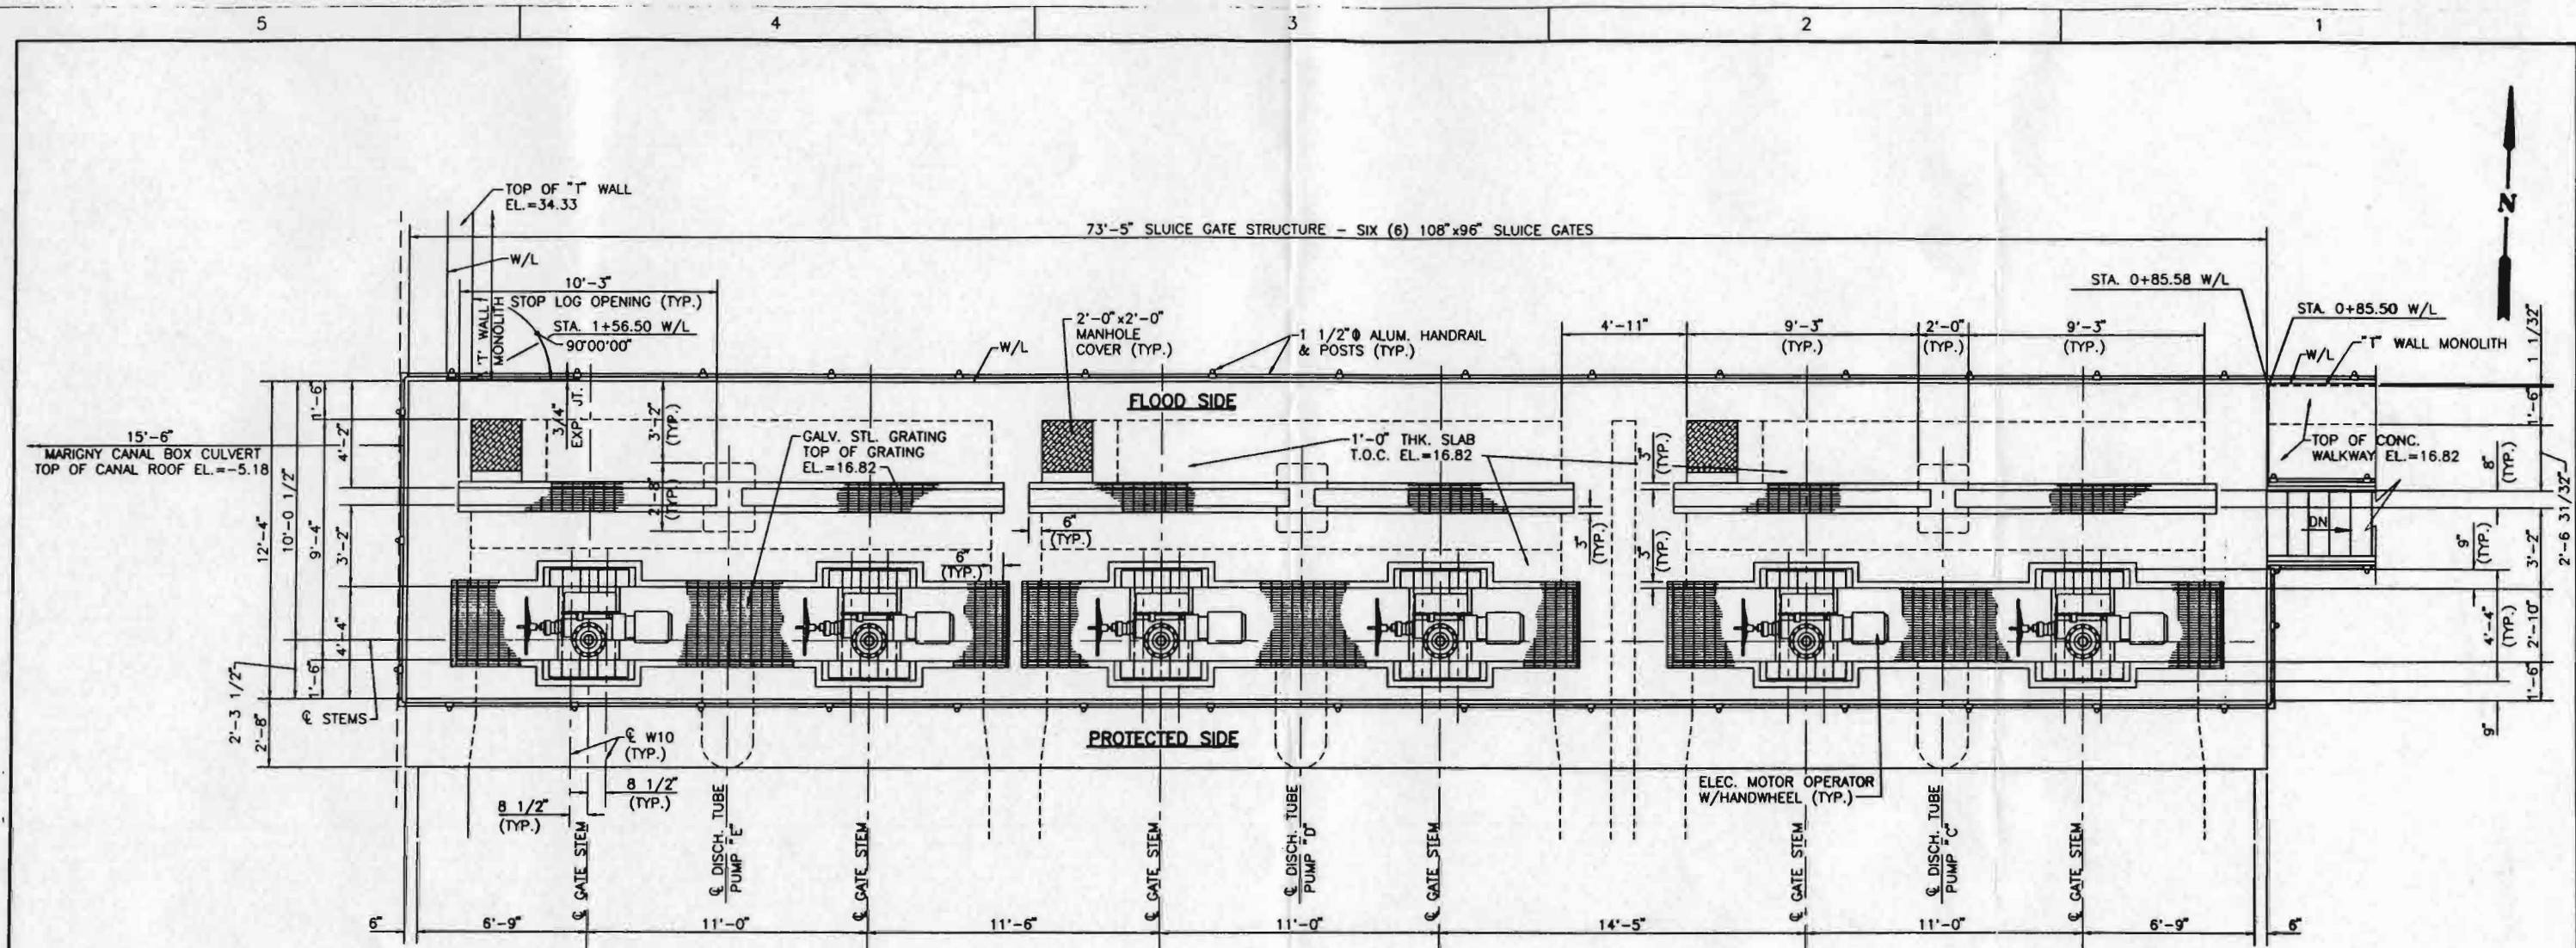 5
4
3
2
1
TOP OF "T" WALL
EL.=34.33
N
73'-5" SLUICE GATE STRUCTURE - SIX (6) 108"x96" SLUICE GATES
W/L
10'-3"
STOP LOG OPENING (TYP.)
"T" WALL
MONOLITH
STA. 1+56.50 W/L
90°00'00"
2'-0"x2'-0"
MANHOLE
COVER (TYP.)
W/L
1 1/2"Φ ALUM. HANDRAIL
& POSTS (TYP.)
4'-11"
9'-3"
(TYP.)
2'-0"
(TYP.)
9'-3"
(TYP.)
STA. 0+85.58 W/L
STA. 0+85.50 W/L
W/L
"T" WALL MONOLITH
1 1/32"
FLOOD SIDE
3/4"
EXP. JT.
3'-2"
(TYP.)
2'-8"
(TYP.)
15'-6"
MARIGNY CANAL BOX CULVERT
TOP OF CANAL ROOF EL.=-5.18
1'-6"
4'-2"
3'-2"
4'-4"
1'-6"
9'-4"
10'-0 1/2"
12'-4"
2'-3 1/2"
2'-8"
GALV. STL. GRATING
TOP OF GRATING
EL.=16.82
1'-0" THK. SLAB
T.O.C. EL.=16.82
6"
(TYP.)
6"
(TYP.)
3"
(TYP.)
3"
(TYP.)
3"
(TYP.)
TOP OF CONC.
WALKWAY EL.=16.82
DN
1'-6"
8"
(TYP.)
9"
(TYP.)
3'-2"
2'-6 31/32"
4'-4"
(TYP.)
2'-10"
1'-6"
9"
℄ STEMS
℄ W10
(TYP.)
8 1/2"
(TYP.)
8 1/2"
(TYP.)
PROTECTED SIDE
ELEC. MOTOR OPERATOR
W/HANDWHEEL (TYP.)
℄ GATE STEM
℄ DISCH. TUBE
PUMP "E"
℄ GATE STEM
℄ GATE STEM
℄ DISCH. TUBE
PUMP "D"
℄ GATE STEM
℄ GATE STEM
℄ DISCH. TUBE
PUMP "C"
℄ GATE STEM
6"
6'-9"
11'-0"
11'-6"
11'-0"
14'-5"
11'-0"
6'-9"
6"